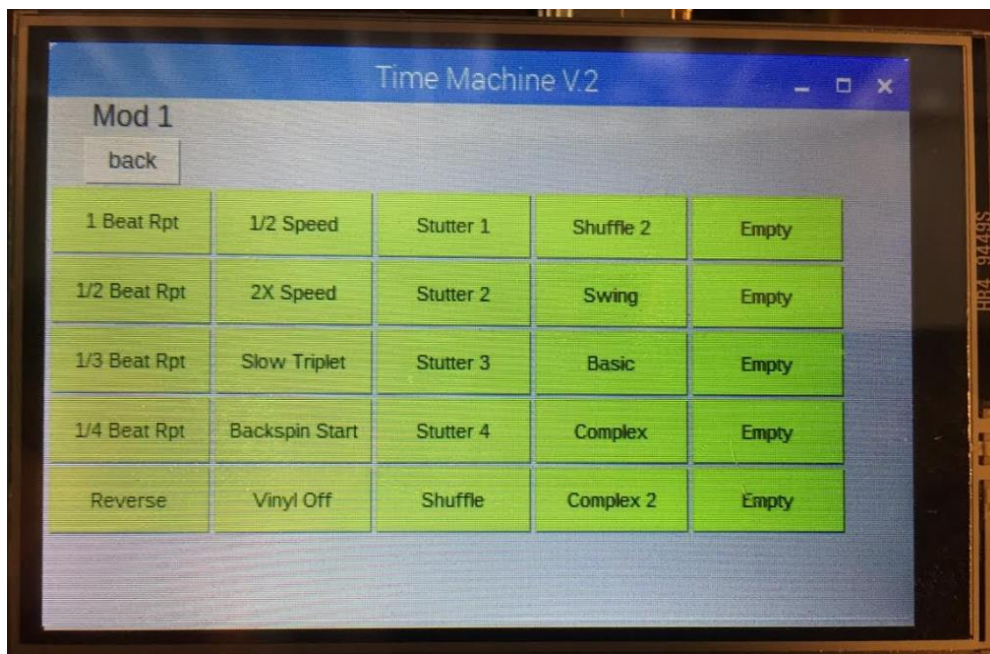 Time Machine V.2
Mod 1
back
1 Beat Rpt 1/2 Speed Stutter 1 Shuffle 2 Empty
1/2 Beat Rpt 2X Speed Stutter 2 Swing Empty
1/3 Beat Rpt Slow Triplet Stutter 3 Basic Empty
1/4 Beat Rpt Backspin Start Stutter 4 Complex Empty
Reverse Vinyl Off Shuffle Complex 2 Empty